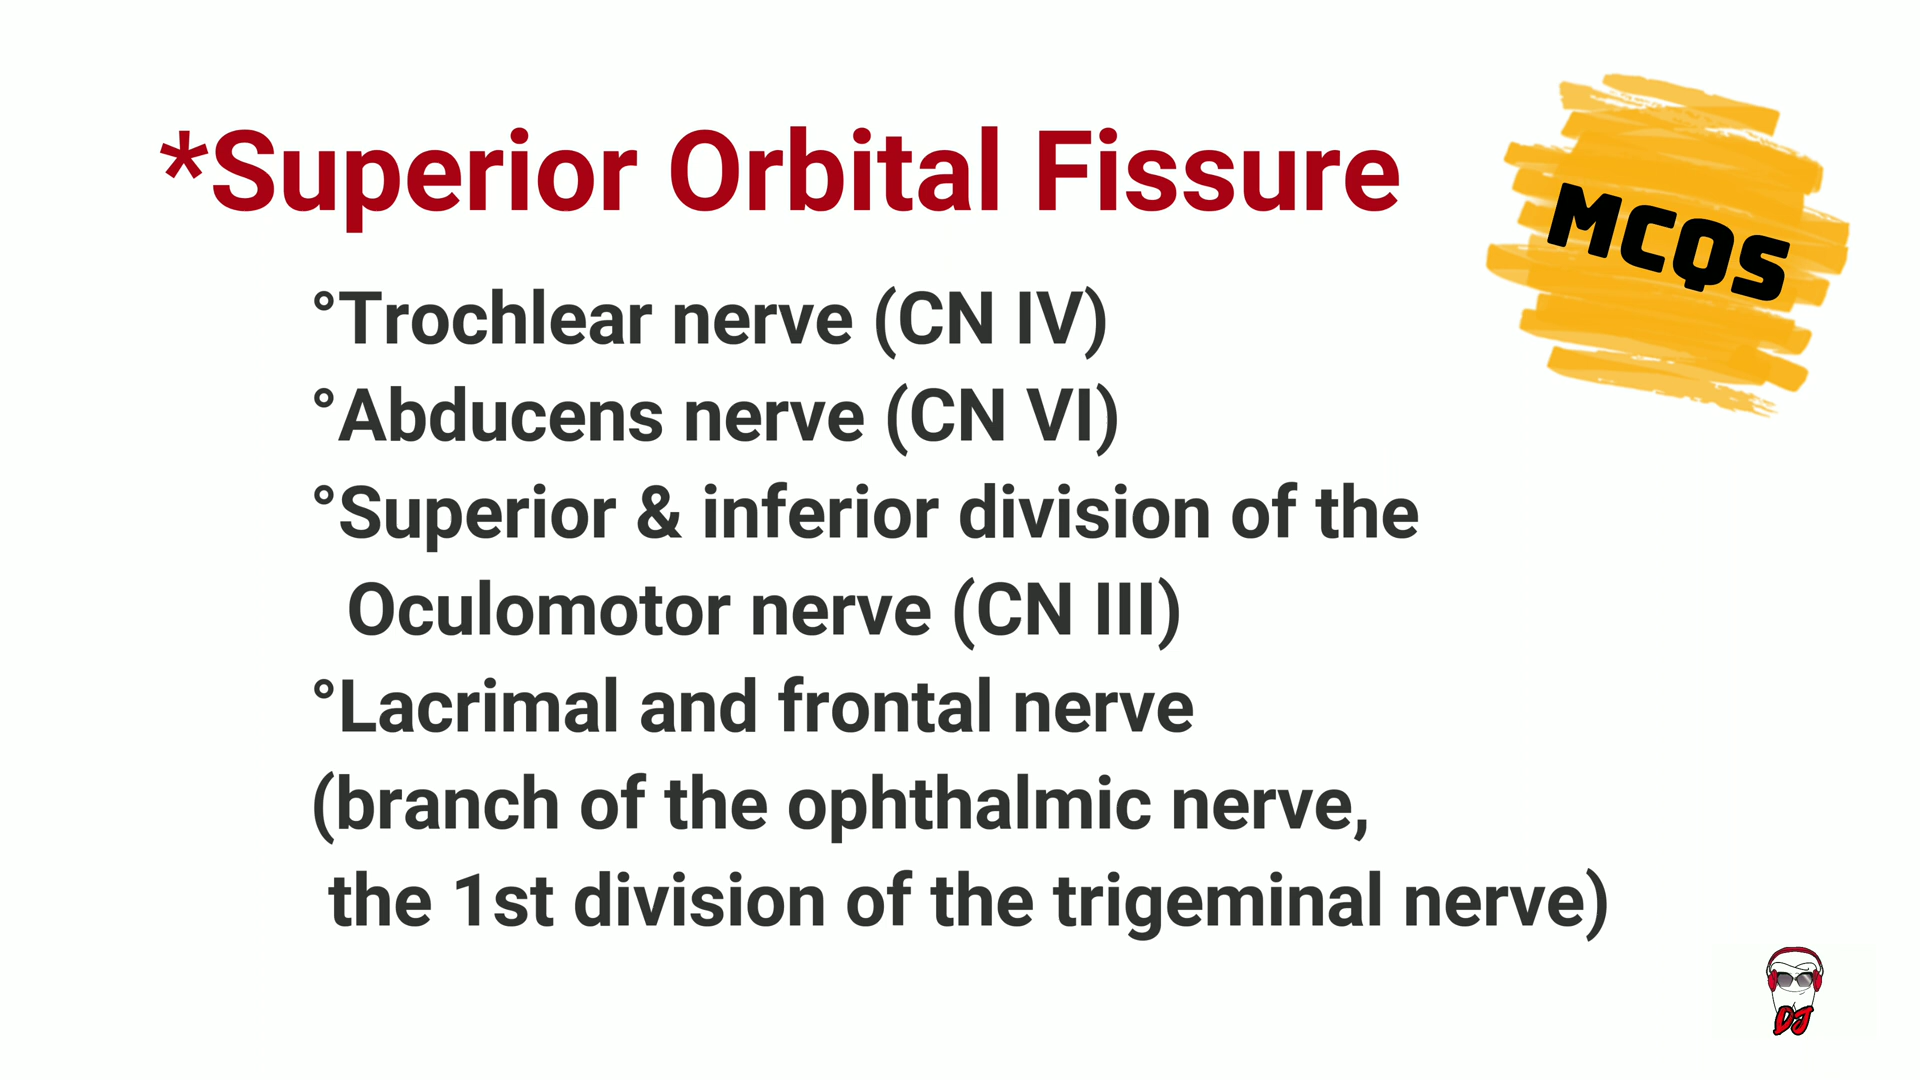 *Superior Orbital Fissure
MCQS
°Trochlear nerve (CN IV)
°Abducens nerve (CN VI)
°Superior & inferior division of the
Oculomotor nerve (CN III)
°Lacrimal and frontal nerve
(branch of the ophthalmic nerve,
the 1st division of the trigeminal nerve)
DJ